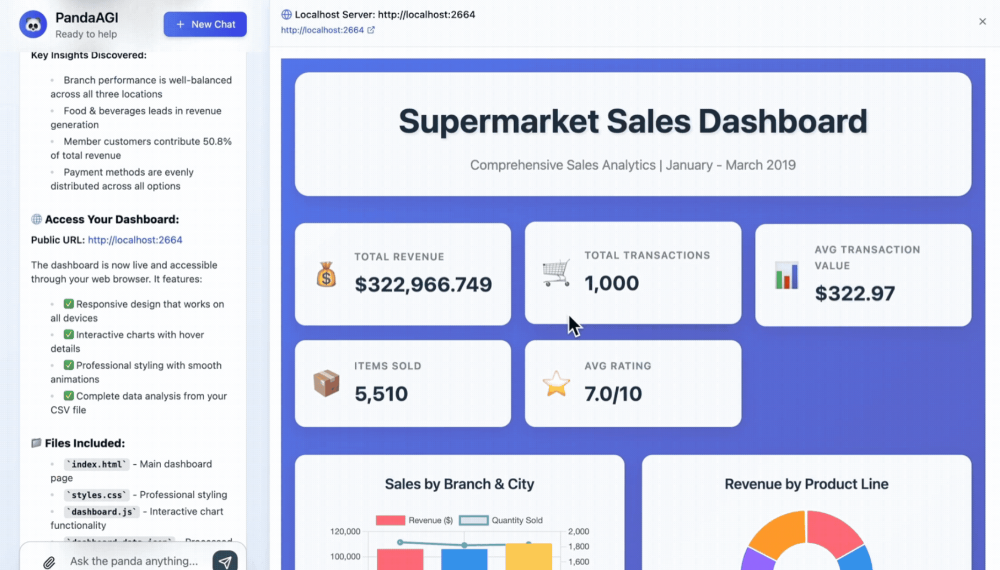 PandaAGI
Ready to help
+ New Chat
Key Insights Discovered:
Branch performance is well-balanced
across all three locations
Food & beverages leads in revenue
generation
Member customers contribute 50.8%
of total revenue
Payment methods are evenly
distributed across all options
Access Your Dashboard:
Public URL: http://localhost:2664
The dashboard is now live and accessible
through your web browser. It features:
Responsive design that works on
all devices
Interactive charts with hover
details
Professional styling with smooth
animations
Complete data analysis from your
CSV file
Files Included:
`index.html` - Main dashboard
page
`styles.css` - Professional styling
`dashboard.js` - Interactive chart
functionality
`dashboard_data.json` - Processed
Ask the panda anything...
Localhost Server: http://localhost:2664
http://localhost:2664
Supermarket Sales Dashboard
Comprehensive Sales Analytics | January - March 2019
TOTAL REVENUE
$322,966.749
TOTAL TRANSACTIONS
1,000
AVG TRANSACTION
VALUE
$322.97
ITEMS SOLD
5,510
AVG RATING
7.0/10
Sales by Branch & City
Revenue ($) Quantity Sold
120,000
100,000
2,000
1,800
1,600
Revenue by Product Line